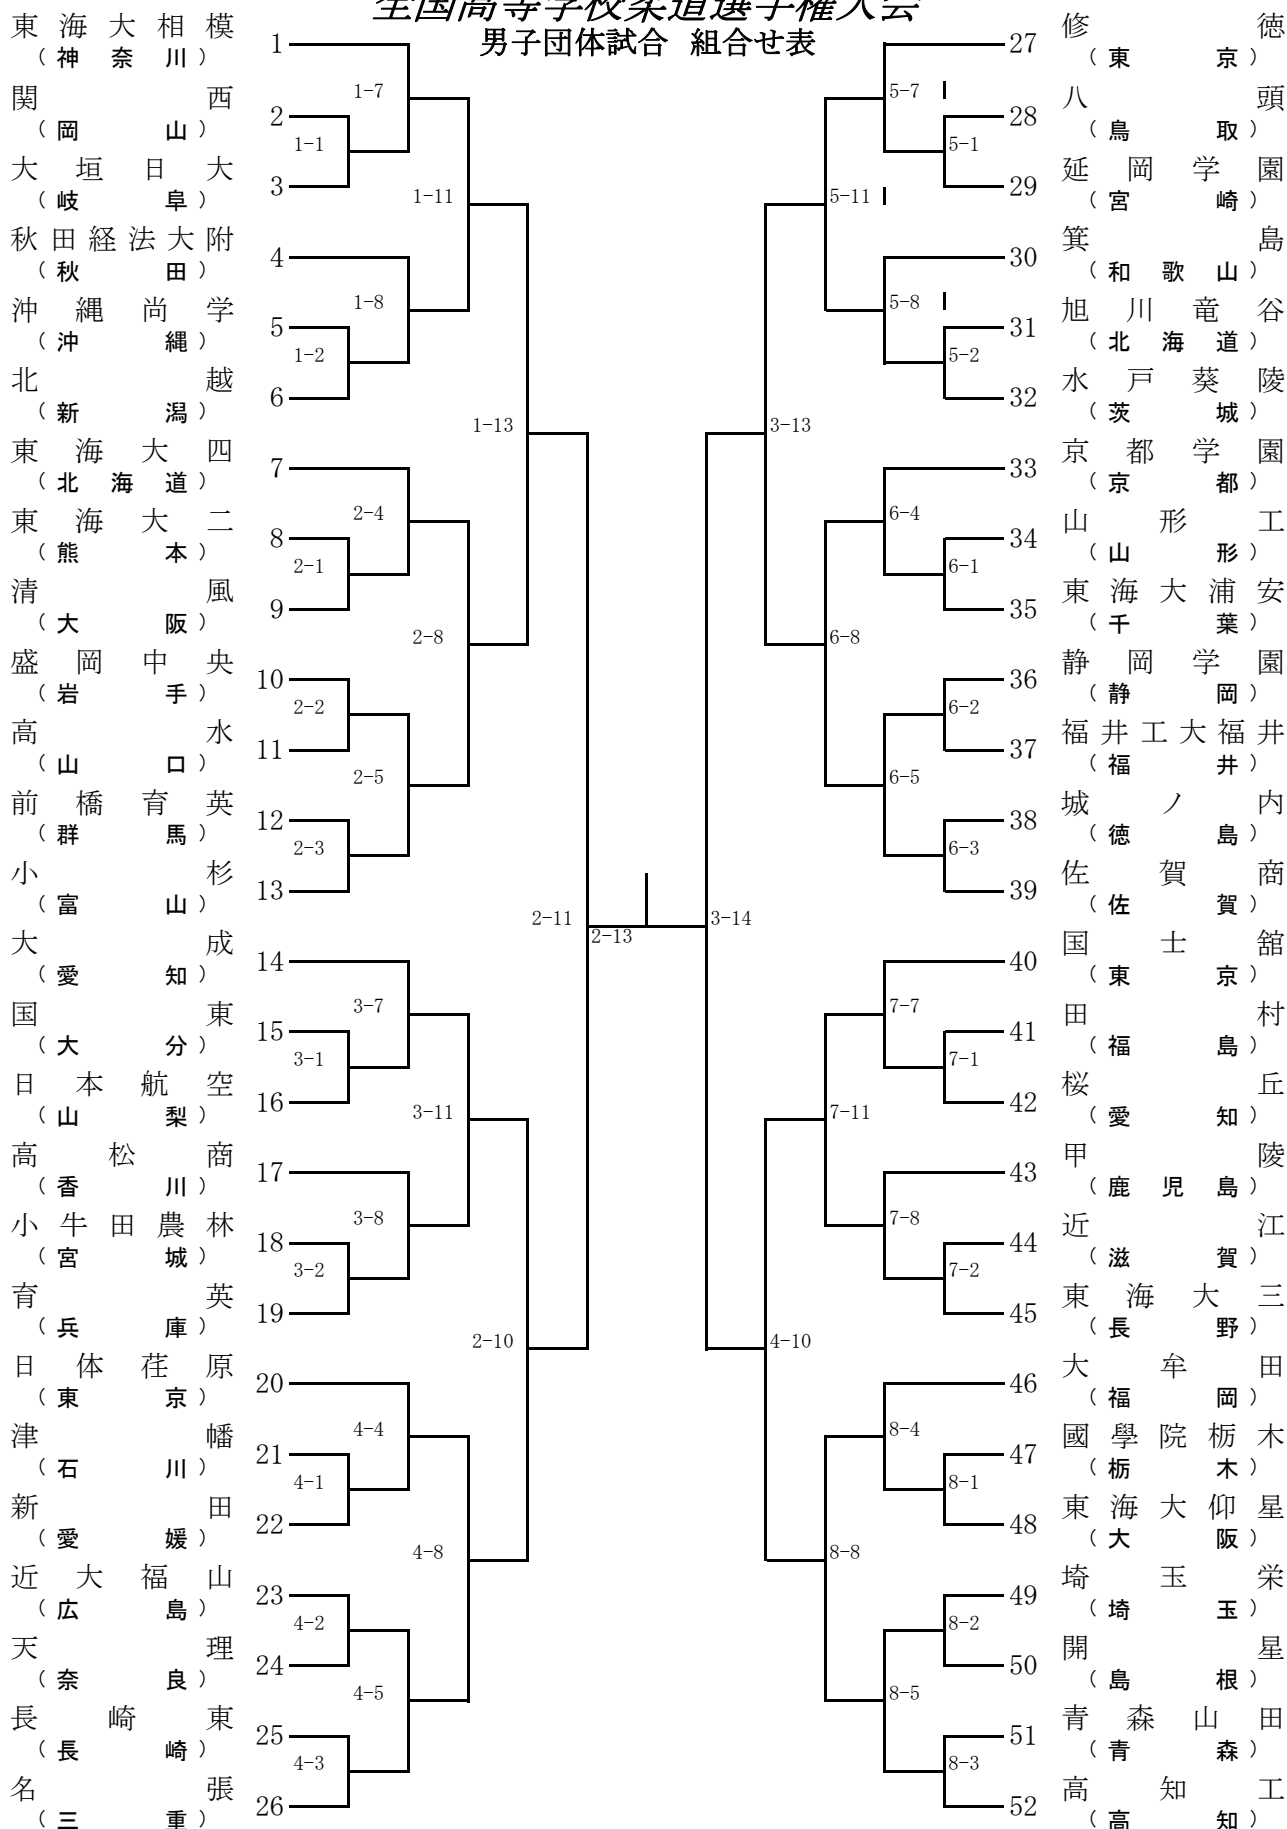 全国高等学校柔道選手権大会
男子団体試合 組合せ表
東海大相模
（神奈川） 1
関西
（岡山） 2
大垣日大
（岐阜） 3
秋田経法大附
（秋田） 4
沖縄尚学
（沖縄） 5
北越
（新潟） 6
東海大四
（北海道） 7
東海大二
（熊本） 8
清風
（大阪） 9
盛岡中央
（岩手） 10
高水
（山口） 11
前橋育英
（群馬） 12
小杉
（富山） 13
大成
（愛知） 14
国東
（大分） 15
日本航空
（山梨） 16
高松商
（香川） 17
小牛田農林
（宮城） 18
育英
（兵庫） 19
日体荏原
（東京） 20
津幡
（石川） 21
新田
（愛媛） 22
近大福山
（広島） 23
天理
（奈良） 24
長崎東
（長崎） 25
名張
（三重） 26
1-7
1-1
1-11
1-8
1-2
1-13
2-4
2-1
2-8
2-2
2-5
2-3
2-11
2-13
3-7
3-1
3-11
3-8
3-2
2-10
4-4
4-1
4-8
4-2
4-5
4-3
5-7
5-1
5-11
5-8
5-2
3-13
6-4
6-1
6-8
6-2
6-5
6-3
3-14
7-7
7-1
7-11
7-8
7-2
4-10
8-4
8-1
8-8
8-2
8-5
8-3
27 修徳
（東京）
28 八頭
（鳥取）
29 延岡学園
（宮崎）
30 箕島
（和歌山）
31 旭川竜谷
（北海道）
32 水戸葵陵
（茨城）
33 京都学園
（京都）
34 山形工
（山形）
35 東海大浦安
（千葉）
36 静岡学園
（静岡）
37 福井工大福井
（福井）
38 城ノ内
（徳島）
39 佐賀商
（佐賀）
40 国士舘
（東京）
41 田村
（福島）
42 桜丘
（愛知）
43 甲陵
（鹿児島）
44 近江
（滋賀）
45 東海大三
（長野）
46 大牟田
（福岡）
47 國學院栃木
（栃木）
48 東海大仰星
（大阪）
49 埼玉栄
（埼玉）
50 開星
（島根）
51 青森山田
（青森）
52 高知工
（高知）